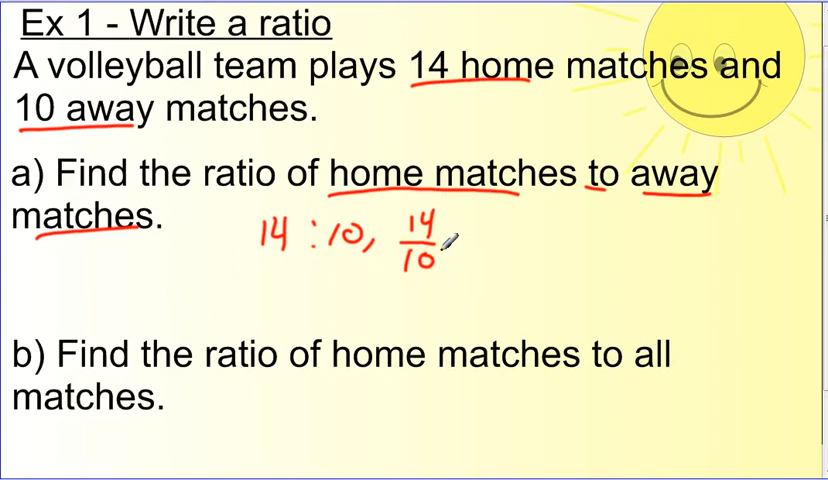 Ex 1 - Write a ratio
A volleyball team plays 14 home matches and
10 away matches.
a) Find the ratio of home matches to away
matches.
14 : 10, 14/10
b) Find the ratio of home matches to all
matches.